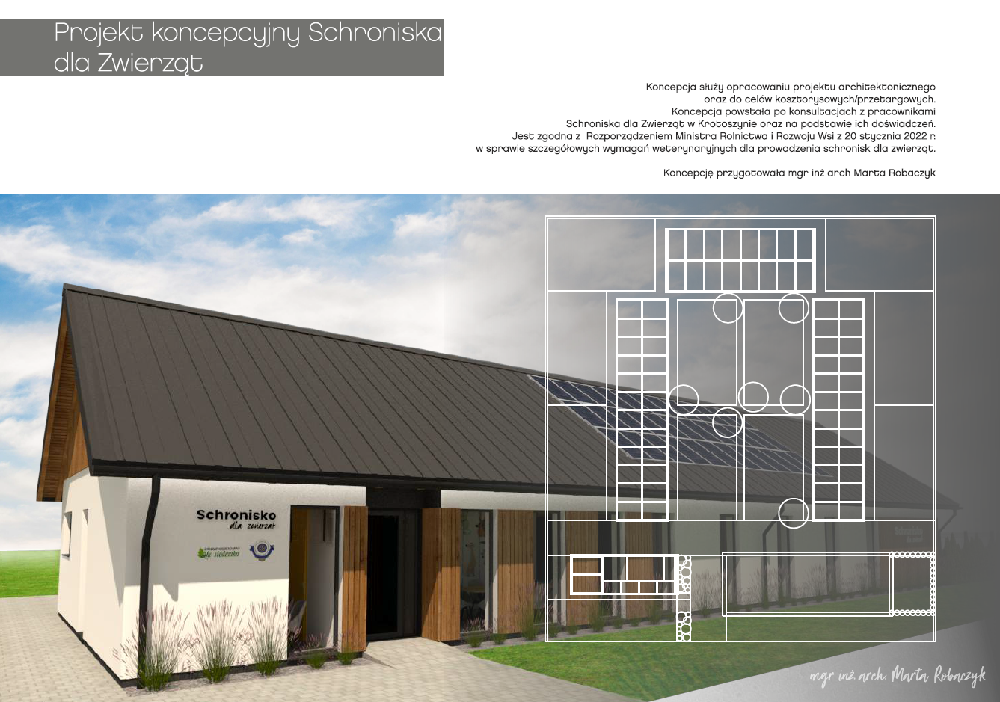 Projekt koncepcyjny Schroniska
dla Zwierząt
Koncepcja służy opracowaniu projektu architektonicznego
oraz do celów kosztorysowych/przetargowych.
Koncepcja powstała po konsultacjach z pracownikami
Schroniska dla Zwierząt w Krotoszynie oraz na podstawie ich doświadczeń.
Jest zgodna z  Rozporządzeniem Ministra Rolnictwa i Rozwoju Wsi z 20 stycznia 2022 r.
w sprawie szczegółowych wymagań weterynaryjnych dla prowadzenia schronisk dla zwierząt.
Koncepcję przygotowała mgr inż arch Marta Robaczyk
Schronisko
dla zwierząt
eko siódemka
Schronisko
mgr inż. arch. Marta Robaczyk